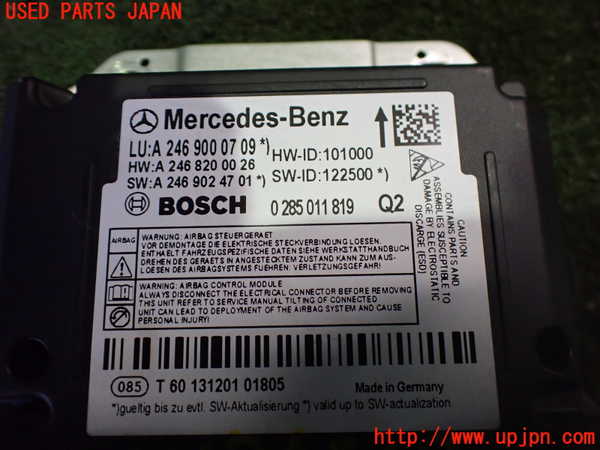 USED PARTS JAPAN
Mercedes-Benz
LU:A 246 900 07 09 *)
HW-ID:101000
HW:A 246 820 00 26
SW-ID:122500 *)
SW:A 246 902 47 01 *)
BOSCH 0 285 011 819 Q2
AIRBAG
WARNUNG: AIRBAG STEUERGERAET
VOR DEMONTAGE DIE ELEKTRISCHE STECKVERBINDUNG LOESEN.
ENTHAELT FAHRZEUGSPEZIFISCHE DATEN SIEHE WERKSTATTHANDBUCH
DREHEN DES GERAETS IN ANGESTECKTEM ZUSTAND KANN ZUM AUS-
LOESEN DES AIRBAGSYSTEMS FUEHREN: VERLETZUNGSGEFAHR!
WARNING: AIRBAG CONTROL MODULE
ALWAYS DISCONNECT THE ELECTRICAL CONNECTOR BEFORE REMOVING
THIS UNIT REFER TO SERVICE MANUAL TILTING OF CONNECTED
UNIT CAN LEAD TO DEPLOYMENT OF THE AIRBAG SYSTEM AND CAUSE
PERSONAL INJURY!
CAUTION
CONTAINS PARTS AND
ASSEMBLIES SUSCEPTIBLE TO
DAMAGE BY ELECTROSTATIC
DISCHARGE (ESD)
085 T 60 131201 01805 Made in Germany
*)gueltig bis zu evtl. SW-Aktualisierung *) valid up to SW-actualization
http://www.upjpn.com/